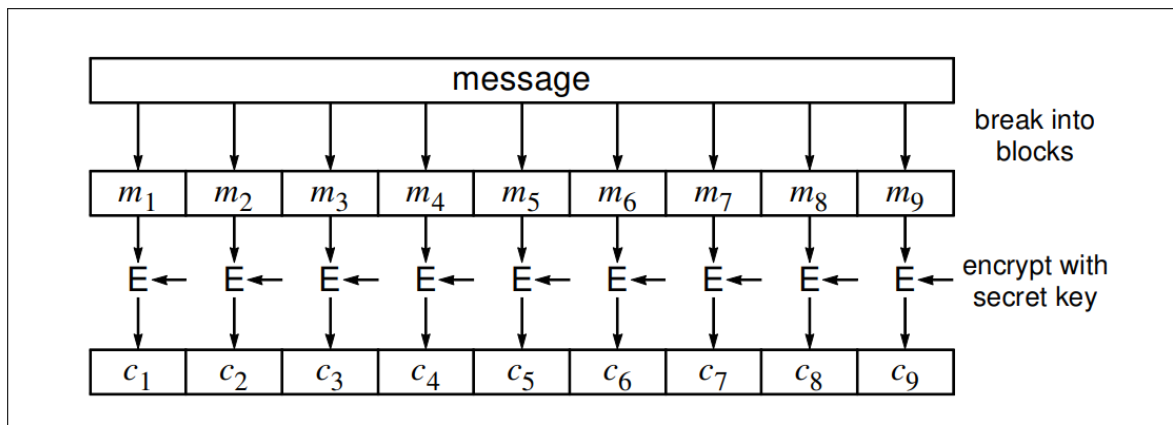 message
break into
blocks
m1 m2 m3 m4 m5 m6 m7 m8 m9
E E E E E E E E E encrypt with
secret key
c1 c2 c3 c4 c5 c6 c7 c8 c9